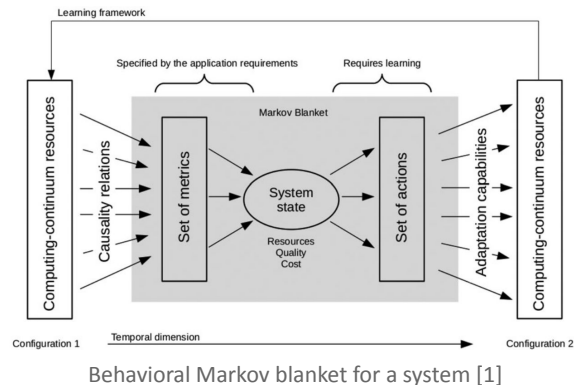 Learning framework
Specified by the application requirements
Requires learning
Markov Blanket
Computing-continuum resources
Causality relations
Set of metrics
System
state
Resources
Quality
Cost
Set of actions
Adaptation capabilities
Computing-continuum resources
Configuration 1
Temporal dimension
Configuration 2
Behavioral Markov blanket for a system [1]